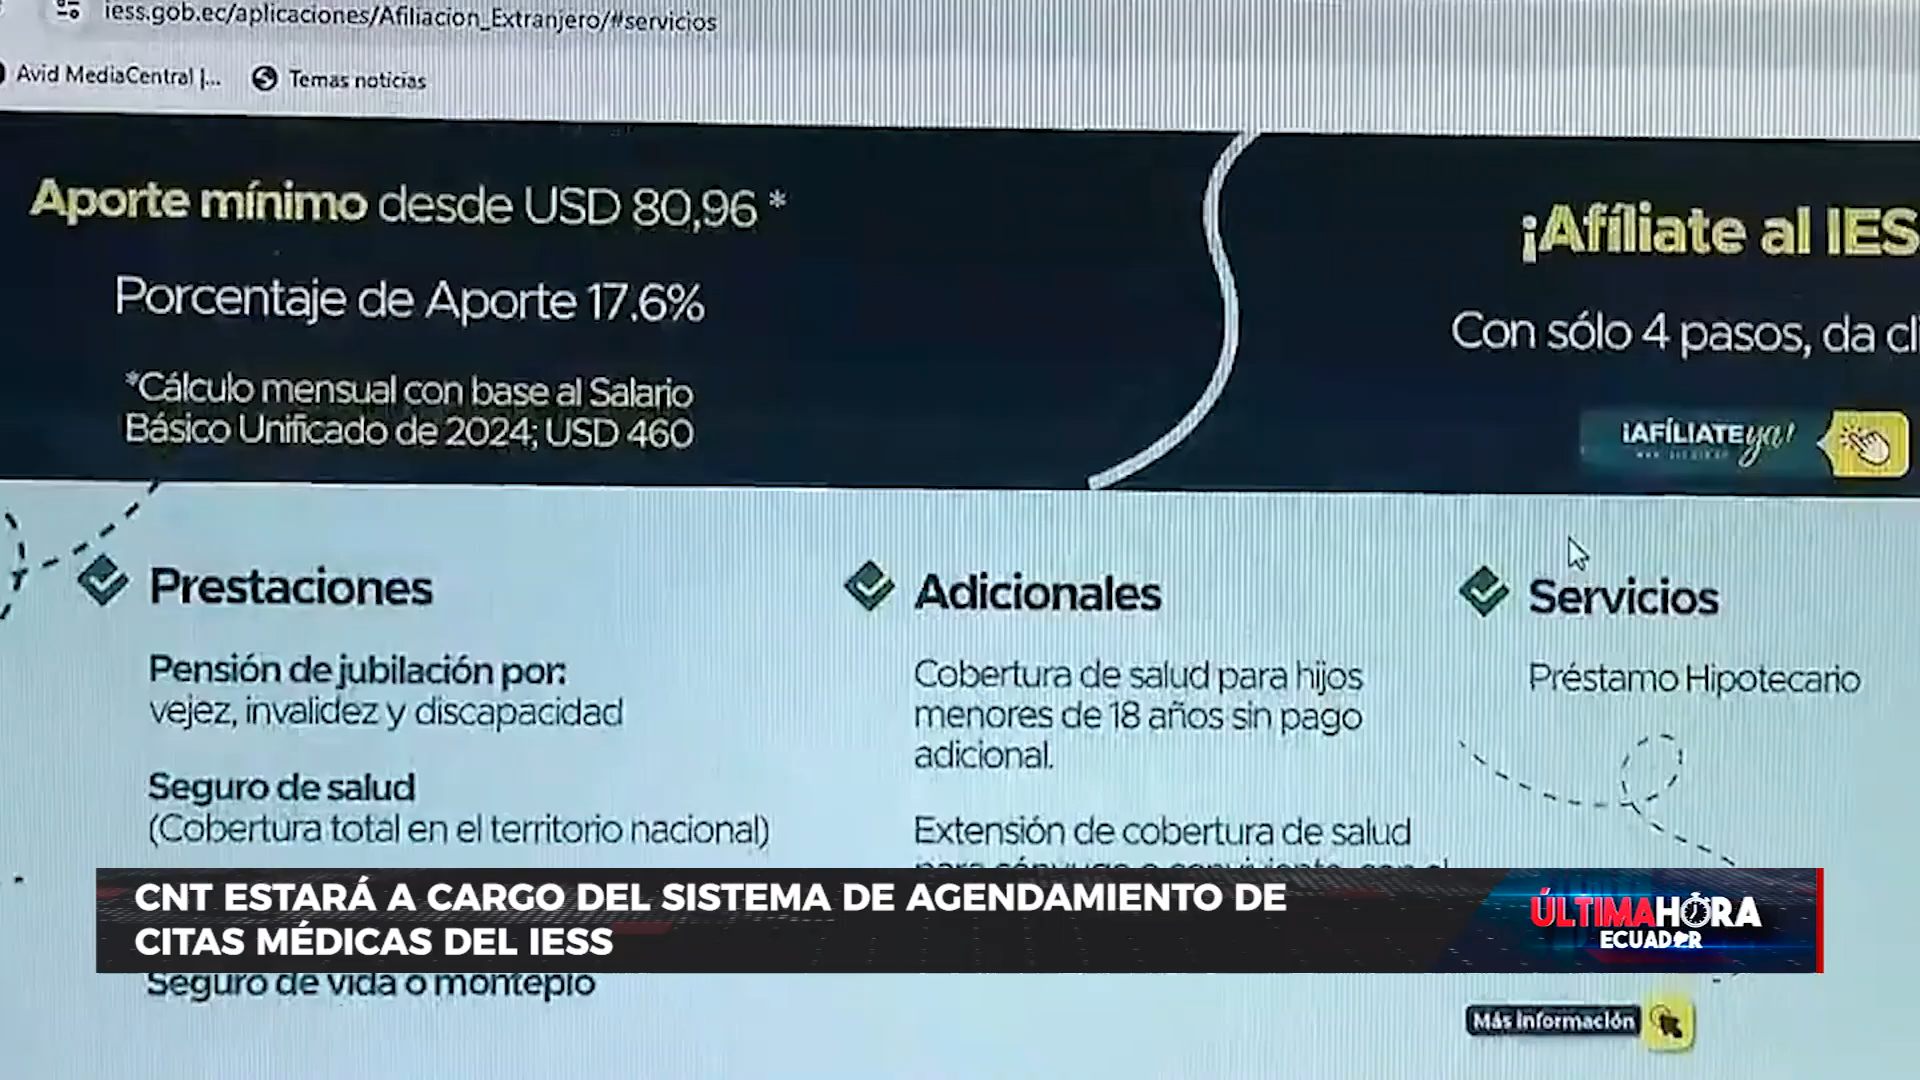 iess.gob.ec/aplicaciones/Afiliacion_Extranjero/#servicios
Avid MediaCentral |...
Temas noticias
Aporte mínimo desde USD 80,96 *
Porcentaje de Aporte 17.6%
*Cálculo mensual con base al Salario
Básico Unificado de 2024; USD 460
¡Afíliate al IES
Con sólo 4 pasos, da cl
¡AFÍLIATE ya!
Prestaciones
Pensión de jubilación por:
vejez, invalidez y discapacidad
Seguro de salud
(Cobertura total en el territorio nacional)
Seguro de vida o montepío
Adicionales
Cobertura de salud para hijos
menores de 18 años sin pago
adicional.
Extensión de cobertura de salud
Servicios
Préstamo Hipotecario
Más información
CNT ESTARÁ A CARGO DEL SISTEMA DE AGENDAMIENTO DE
CITAS MÉDICAS DEL IESS
ÚLTIMAHORA
ECUADOR